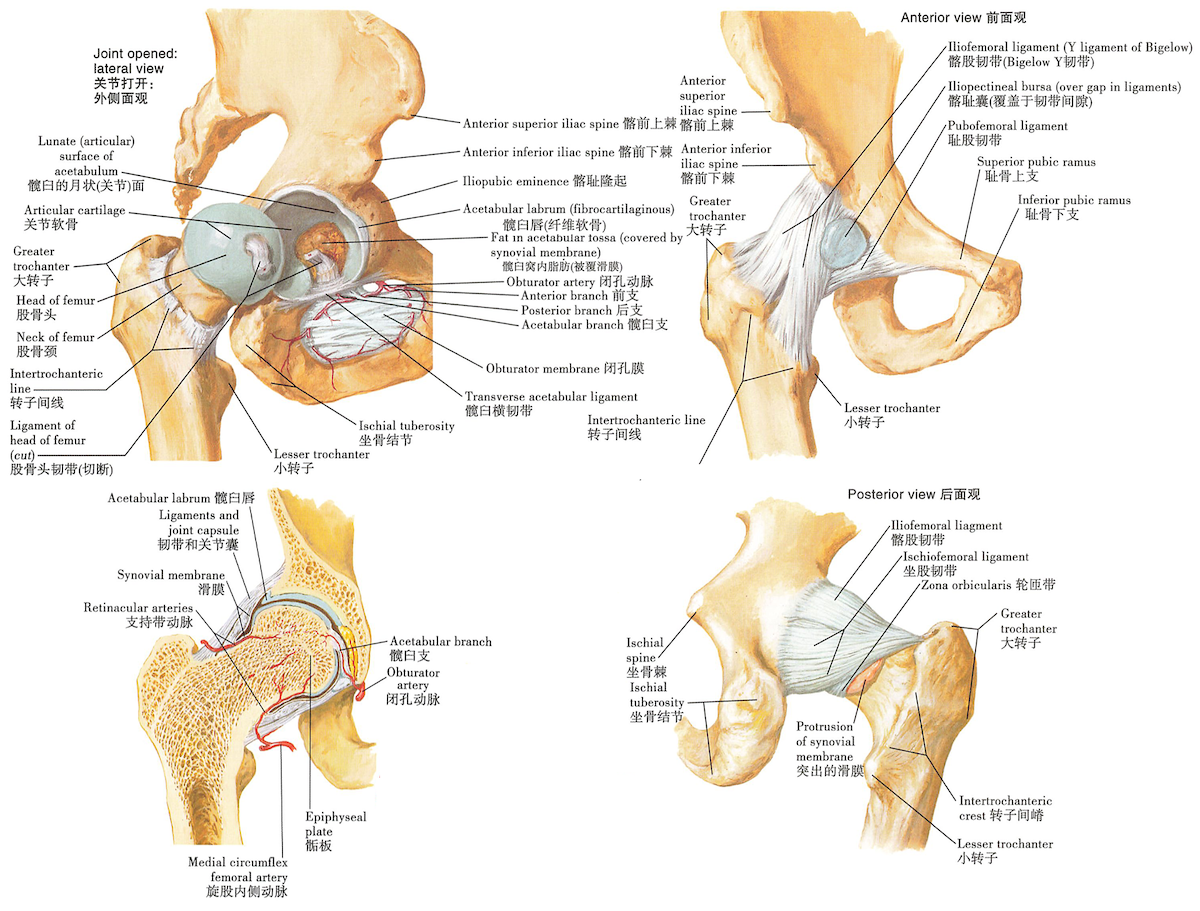 Joint opened:
lateral view
关节打开:
外侧面观
Lunate (articular)
surface of
acetabulum
髋臼的月状(关节)面
Articular cartilage
关节软骨
Greater
trochanter
大转子
Head of femur
股骨头
Neck of femur
股骨颈
Intertrochanteric
line
转子间线
Ligament of
head of femur
(cut)
股骨头韧带(切断)
Anterior superior iliac spine 髂前上棘
Anterior inferior iliac spine 髂前下棘
Iliopubic eminence 髂耻隆起
Acetabular labrum (fibrocartilaginous)
髋臼唇(纤维软骨)
Fat in acetabular fossa (covered by
synovial membrane)
髋臼窝内脂肪(被覆滑膜)
Obturator artery 闭孔动脉
Anterior branch 前支
Posterior branch 后支
Acetabular branch 髋臼支
Obturator membrane 闭孔膜
Transverse acetabular ligament
髋臼横韧带
Ischial tuberosity
坐骨结节
Lesser trochanter
小转子
Anterior view 前面观
Iliofemoral ligament (Y ligament of Bigelow)
髂股韧带(Bigelow Y韧带)
Iliopectineal bursa (over gap in ligaments)
髂耻囊(覆盖于韧带间隙)
Pubofemoral ligament
耻股韧带
Superior pubic ramus
耻骨上支
Inferior pubic ramus
耻骨下支
Anterior
superior
iliac spine
髂前上棘
Anterior inferior
iliac spine
髂前下棘
Greater
trochanter
大转子
Intertrochanteric line
转子间线
Lesser trochanter
小转子
Acetabular labrum 髋臼唇
Ligaments and
joint capsule
韧带和关节囊
Synovial membrane
滑膜
Retinacular arteries
支持带动脉
Acetabular branch
髋臼支
Obturator
artery
闭孔动脉
Epiphyseal
plate
骺板
Medial circumflex
femoral artery
旋股内侧动脉
Posterior view 后面观
Iliofemoral liagment
髂股韧带
Ischiofemoral ligament
坐股韧带
Zona orbicularis 轮匝带
Greater
trochanter
大转子
Ischial
spine
坐骨棘
Ischial
tuberosity
坐骨结节
Protrusion
of synovial
membrane
突出的滑膜
Intertrochanteric
crest 转子间嵴
Lesser trochanter
小转子